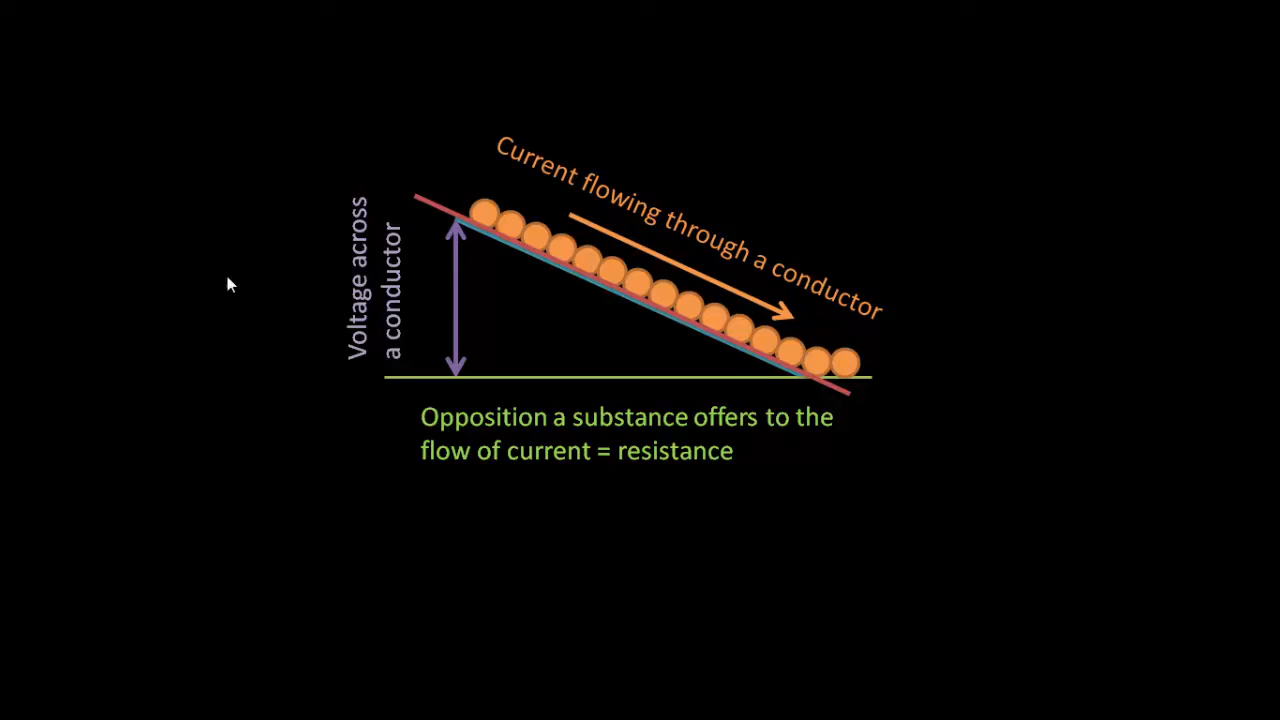 Current flowing through a conductor
Voltage across
a conductor
Opposition a substance offers to the
flow of current = resistance